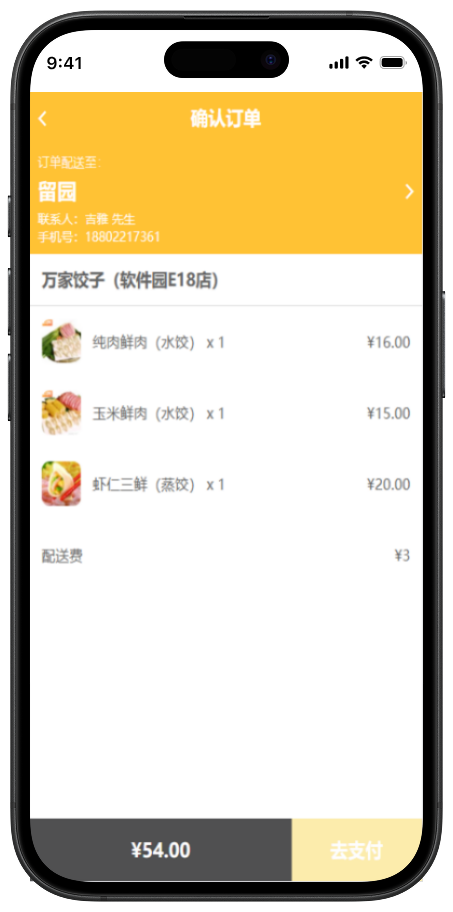 9:41
确认订单
订单配送至：
留园
联系人：吉雅 先生
手机号：18802217361
万家饺子（软件园E18店）
纯肉鲜肉（水饺） x 1 ¥16.00
玉米鲜肉（水饺） x 1 ¥15.00
虾仁三鲜（蒸饺） x 1 ¥20.00
配送费 ¥3
¥54.00 去支付